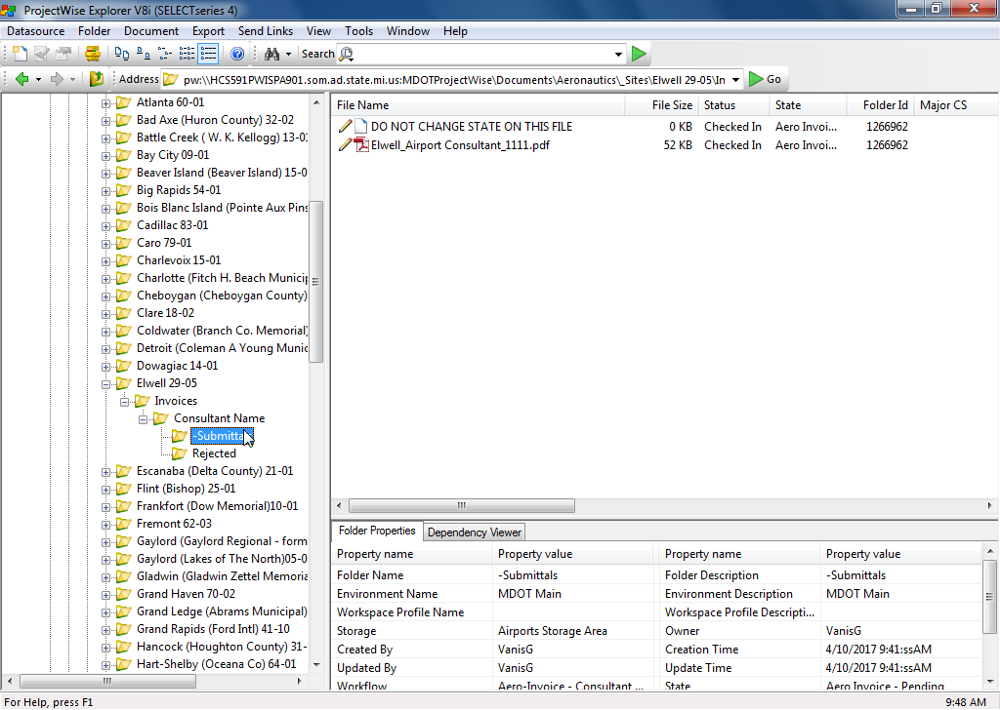 ProjectWise Explorer V8i (SELECTseries 4)
Datasource Folder Document Export Send Links View Tools Window Help
Search
Address pw:\\HCS591PWISPA901.som.ad.state.mi.us:MDOTProjectWise\Documents\Aeronautics\_Sites\Elwell 29-05\In Go
Atlanta 60-01
Bad Axe (Huron County) 32-02
Battle Creek ( W. K. Kellogg) 13-01
Bay City 09-01
Beaver Island (Beaver Island) 15-0
Big Rapids 54-01
Bois Blanc Island (Pointe Aux Pins
Cadillac 83-01
Caro 79-01
Charlevoix 15-01
Charlotte (Fitch H. Beach Municip
Cheboygan (Cheboygan County)
Clare 18-02
Coldwater (Branch Co. Memorial)
Detroit (Coleman A Young Munic
Dowagiac 14-01
Elwell 29-05
Invoices
Consultant Name
-Submitta
Rejected
Escanaba (Delta County) 21-01
Flint (Bishop) 25-01
Frankfort (Dow Memorial)10-01
Fremont 62-03
Gaylord (Gaylord Regional - form
Gaylord (Lakes of The North)05-0
Gladwin (Gladwin Zettel Memoria
Grand Haven 70-02
Grand Ledge (Abrams Municipal)
Grand Rapids (Ford Intl) 41-10
Hancock (Houghton County) 31-
Hart-Shelby (Oceana Co) 64-01
File Name File Size Status State Folder Id Major CS
DO NOT CHANGE STATE ON THIS FILE 0 KB Checked In Aero Invoi... 1266962
Elwell_Airport Consultant_1111.pdf 52 KB Checked In Aero Invoi... 1266962
Folder Properties Dependency Viewer
Property name Property value Property name Property value
Folder Name -Submittals Folder Description -Submittals
Environment Name MDOT Main Environment Description MDOT Main
Workspace Profile Name Workspace Profile Descripti...
Storage Airports Storage Area Owner VanisG
Created By VanisG Creation Time 4/10/2017 9:41:ssAM
Updated By VanisG Update Time 4/10/2017 9:41:ssAM
Workflow Aero-Invoice - Consultant ... State Aero Invoice - Pending
For Help, press F1 9:48 AM